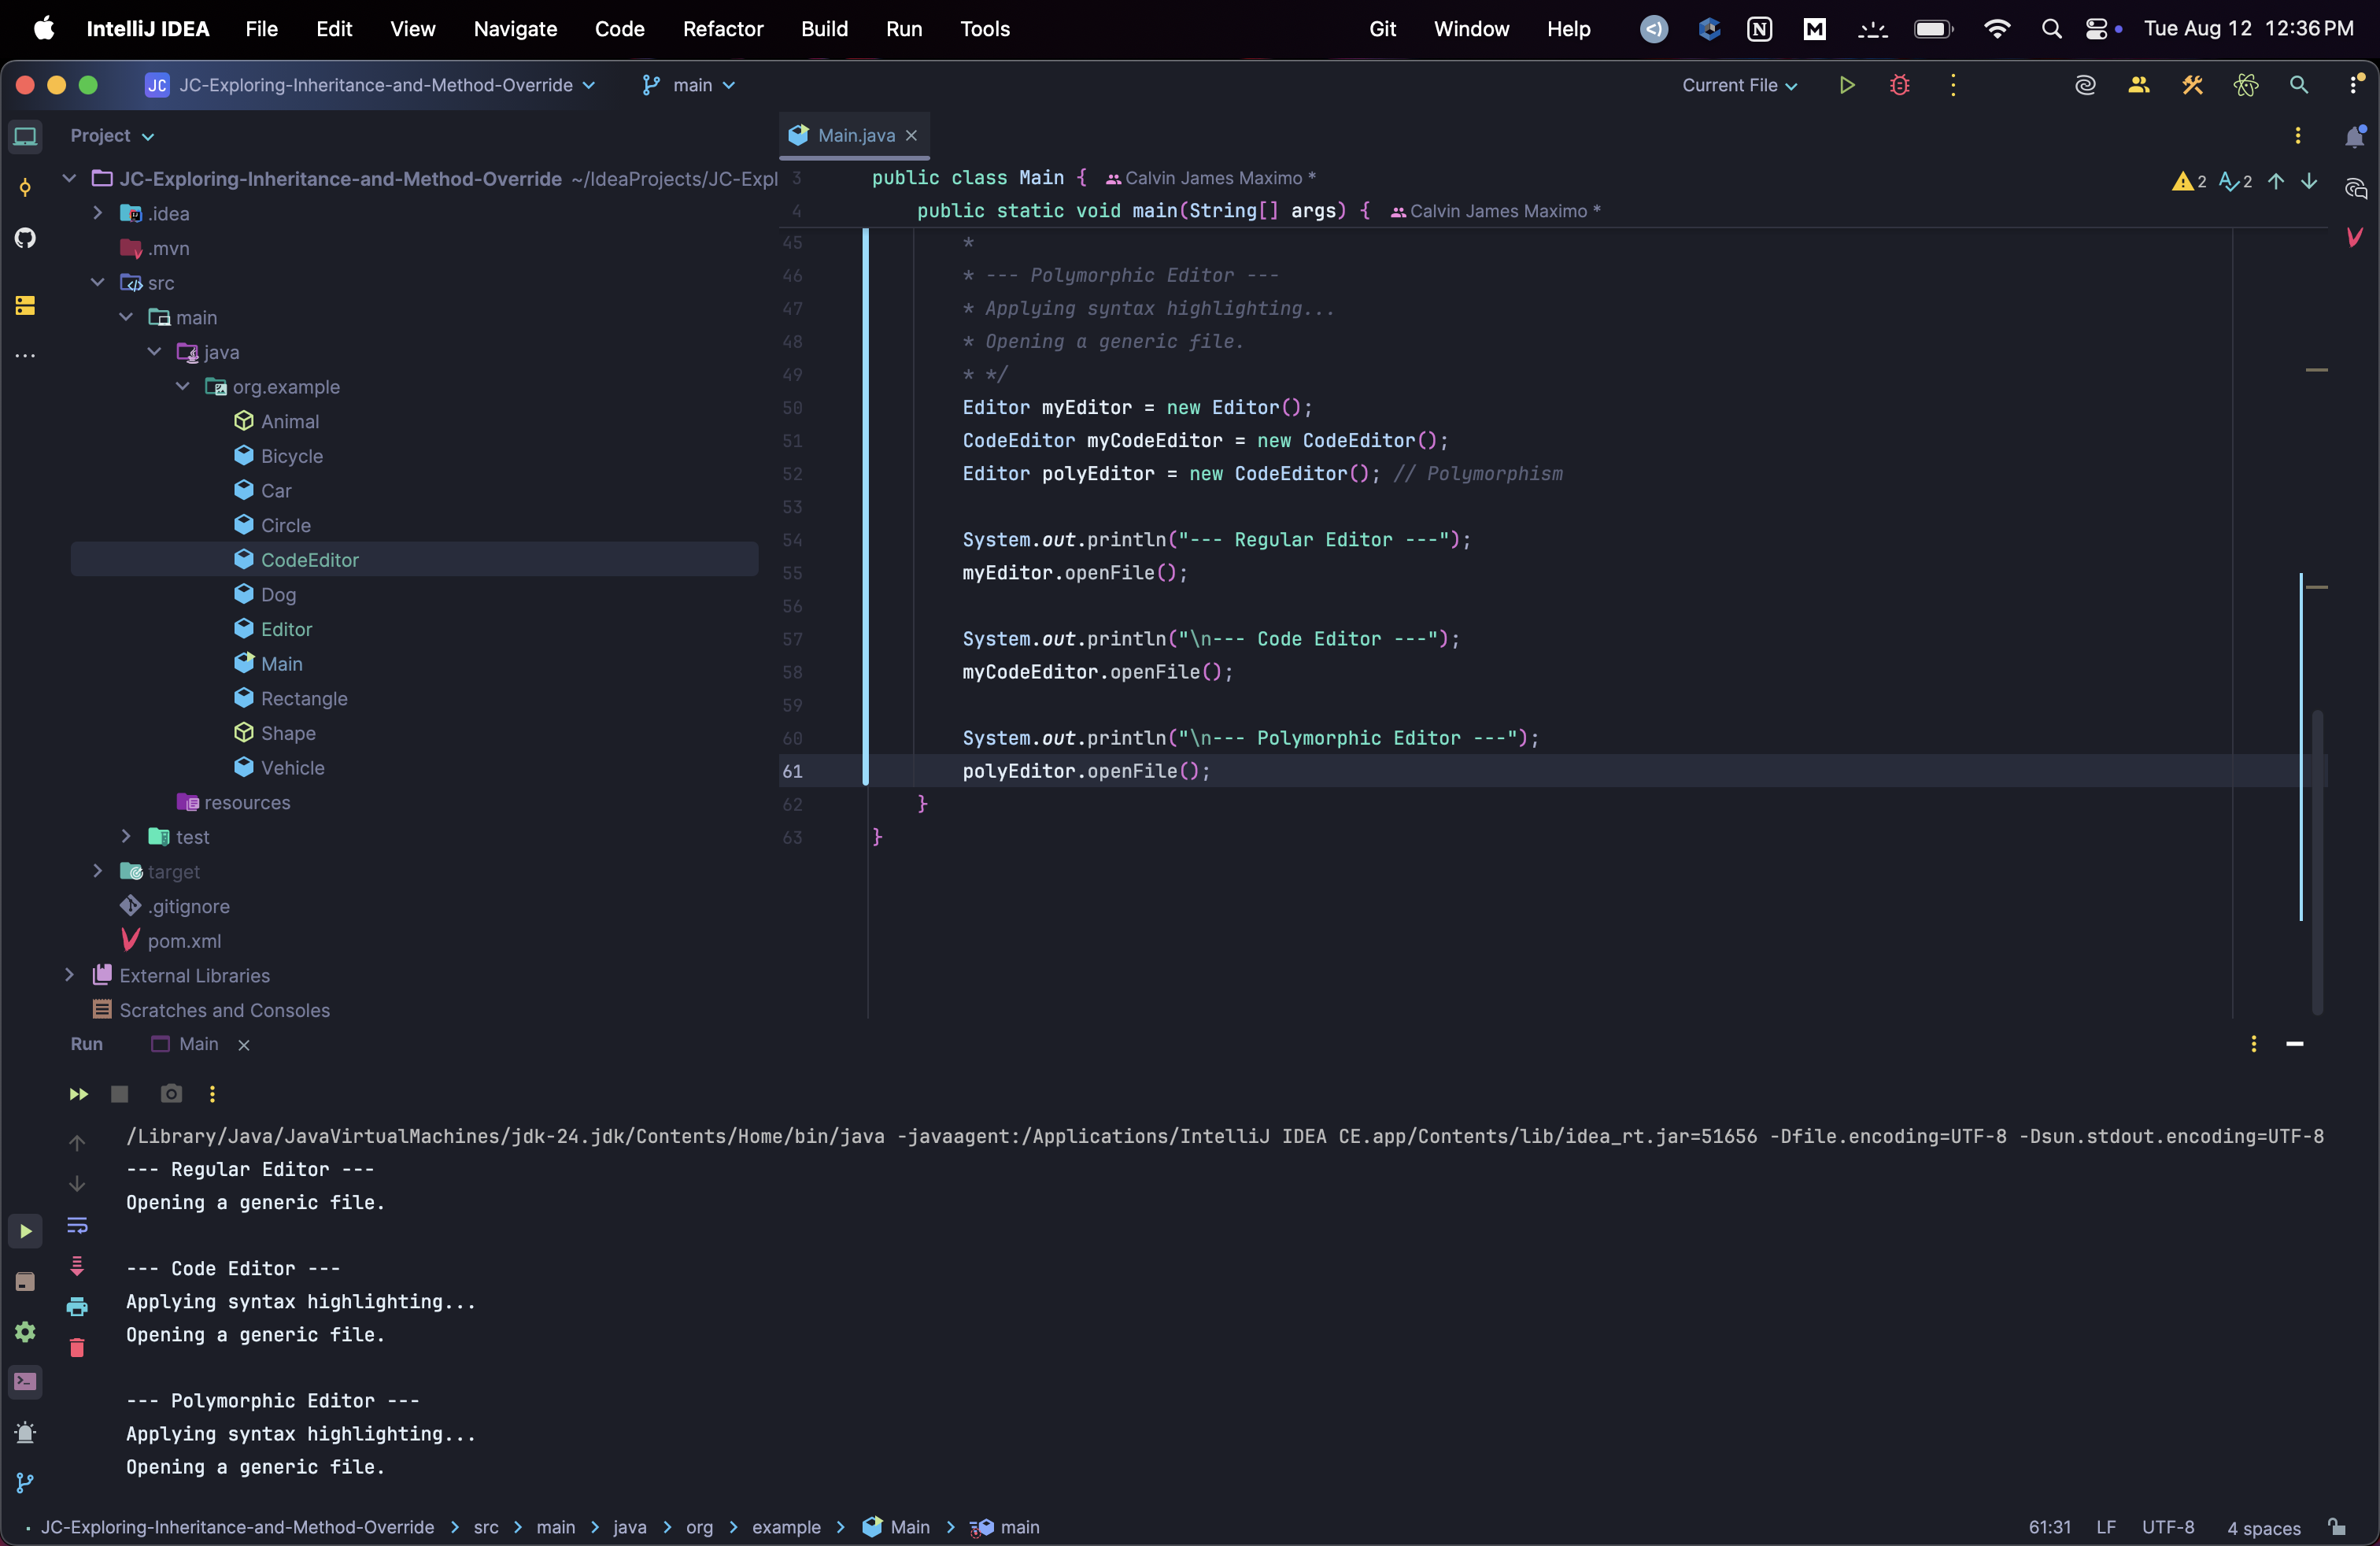 IntelliJ IDEA File Edit View Navigate Code Refactor Build Run Tools Git Window Help Tue Aug 12 12:36 PM
JC JC-Exploring-Inheritance-and-Method-Override main Current File
Project
Main.java
JC-Exploring-Inheritance-and-Method-Override ~/IdeaProjects/JC-Expl
.idea
.mvn
src
main
java
org.example
Animal
Bicycle
Car
Circle
CodeEditor
Dog
Editor
Main
Rectangle
Shape
Vehicle
resources
test
target
.gitignore
pom.xml
External Libraries
Scratches and Consoles
3 public class Main { Calvin James Maximo *
2 2
4 public static void main(String[] args) { Calvin James Maximo *
45 *
46 * --- Polymorphic Editor ---
47 * Applying syntax highlighting...
48 * Opening a generic file.
49 * */
50 Editor myEditor = new Editor();
51 CodeEditor myCodeEditor = new CodeEditor();
52 Editor polyEditor = new CodeEditor(); // Polymorphism
53
54 System.out.println("--- Regular Editor ---");
55 myEditor.openFile();
56
57 System.out.println("\n--- Code Editor ---");
58 myCodeEditor.openFile();
59
60 System.out.println("\n--- Polymorphic Editor ---");
61 polyEditor.openFile();
62 }
63 }
Run Main
/Library/Java/JavaVirtualMachines/jdk-24.jdk/Contents/Home/bin/java -javaagent:/Applications/IntelliJ IDEA CE.app/Contents/lib/idea_rt.jar=51656 -Dfile.encoding=UTF-8 -Dsun.stdout.encoding=UTF-8
--- Regular Editor ---
Opening a generic file.
--- Code Editor ---
Applying syntax highlighting...
Opening a generic file.
--- Polymorphic Editor ---
Applying syntax highlighting...
Opening a generic file.
JC-Exploring-Inheritance-and-Method-Override > src > main > java > org > example > Main > main 61:31 LF UTF-8 4 spaces